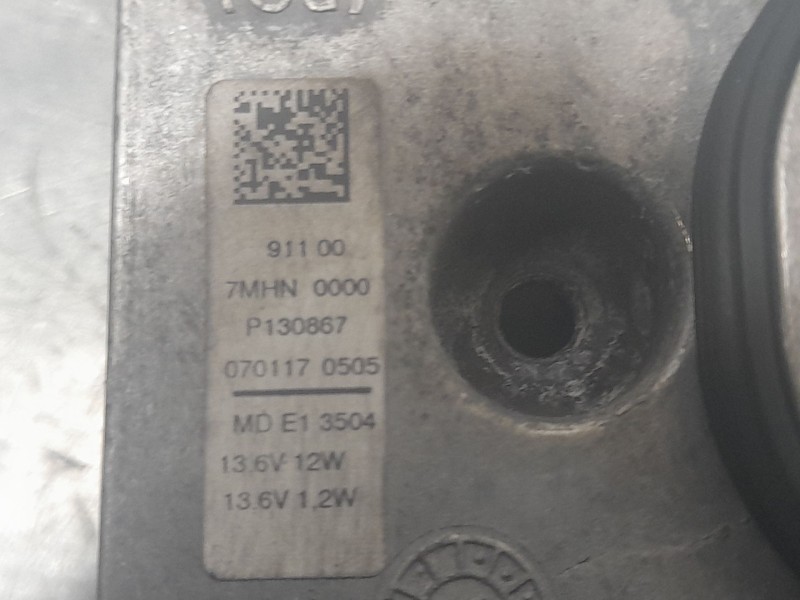 911 00
7MHN 0000
P130867
070117 0505
MD E1 3504
13.6V 12W
13.6V 1,2W